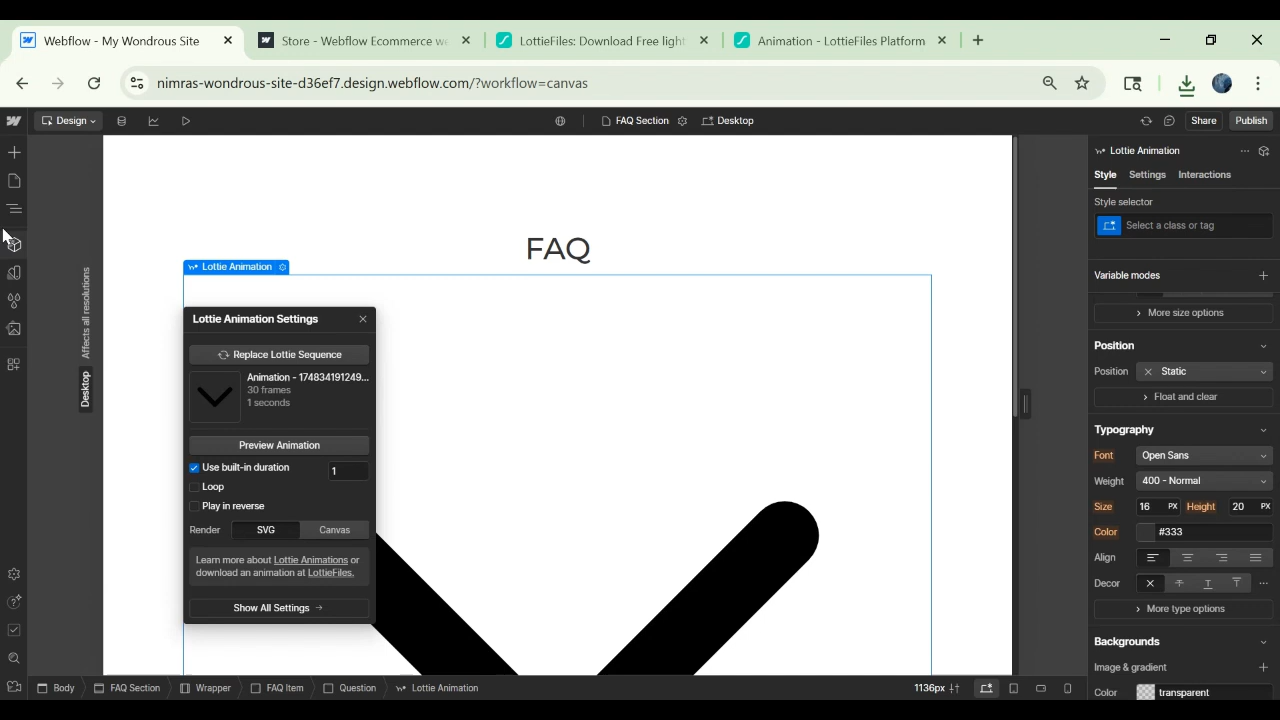 Webflow - My Wondrous Site
Store - Webflow Ecommerce we
LottieFiles: Download Free light
Animation - LottieFiles Platform
nimras-wondrous-site-d36ef7.design.webflow.com/?workflow=canvas
Design
FAQ Section
Desktop
Share
Publish
Lottie Animation
Style
Settings
Interactions
Style selector
Select a class or tag
Variable modes
More size options
Position
Position
Static
Float and clear
Typography
Font
Open Sans
Weight
400 - Normal
Size
16 PX
Height
20 PX
Color
#333
Align
Decor
More type options
Backgrounds
Image & gradient
Color
transparent
Affects all resolutions
Desktop
FAQ
Lottie Animation
Lottie Animation Settings
Replace Lottie Sequence
Animation - 174834191249...
30 frames
1 seconds
Preview Animation
Use built-in duration
1
Loop
Play in reverse
Render
SVG
Canvas
Learn more about Lottie Animations or
download an animation at LottieFiles.
Show All Settings
Body
FAQ Section
Wrapper
FAQ Item
Question
Lottie Animation
1136px